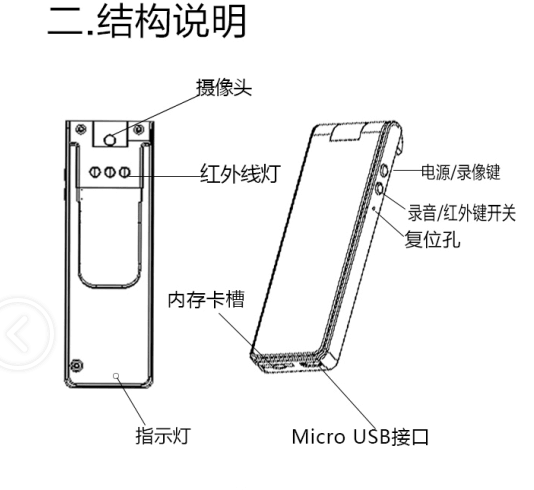 二.结构说明
摄像头
红外线灯
电源/录像键
录音/红外键开关
复位孔
内存卡槽
指示灯
Micro USB接口